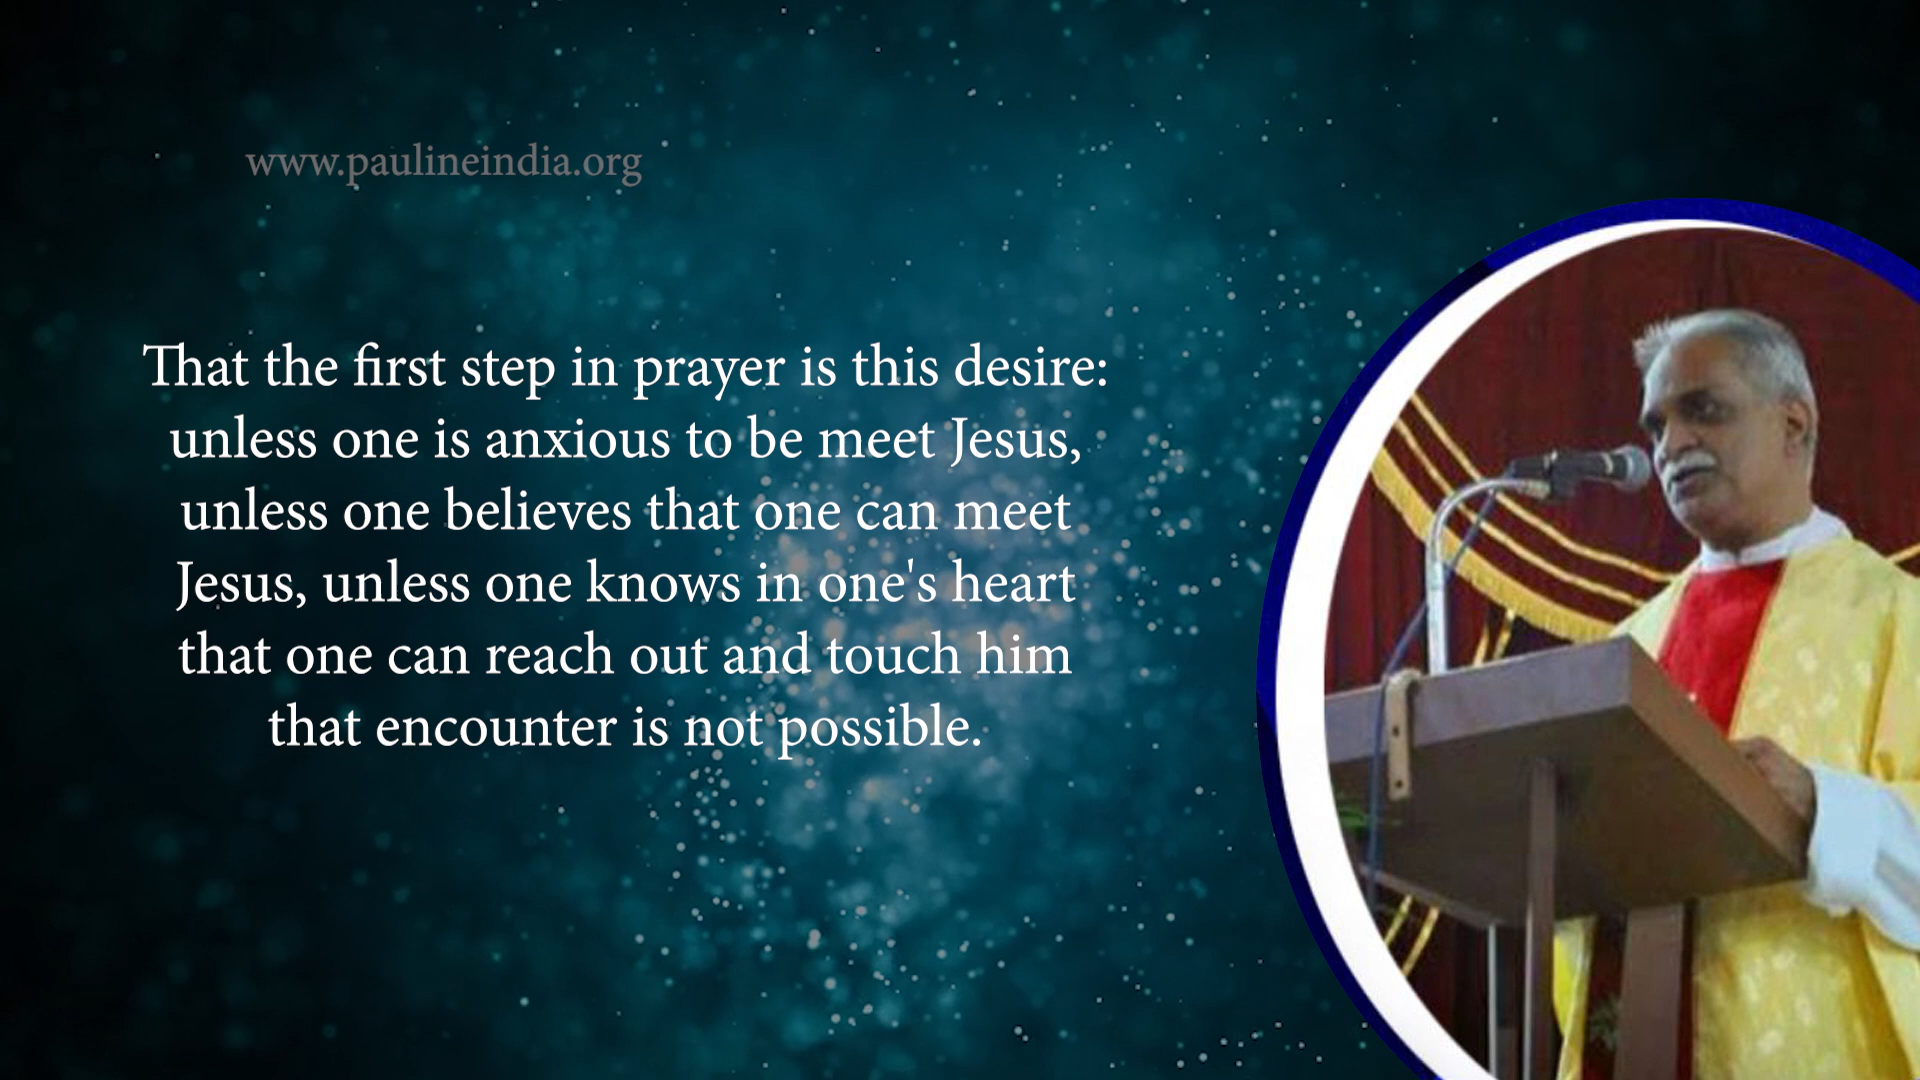 www.paulineindia.org
That the first step in prayer is this desire:
unless one is anxious to be meet Jesus,
unless one believes that one can meet
Jesus, unless one knows in one's heart
that one can reach out and touch him
that encounter is not possible.